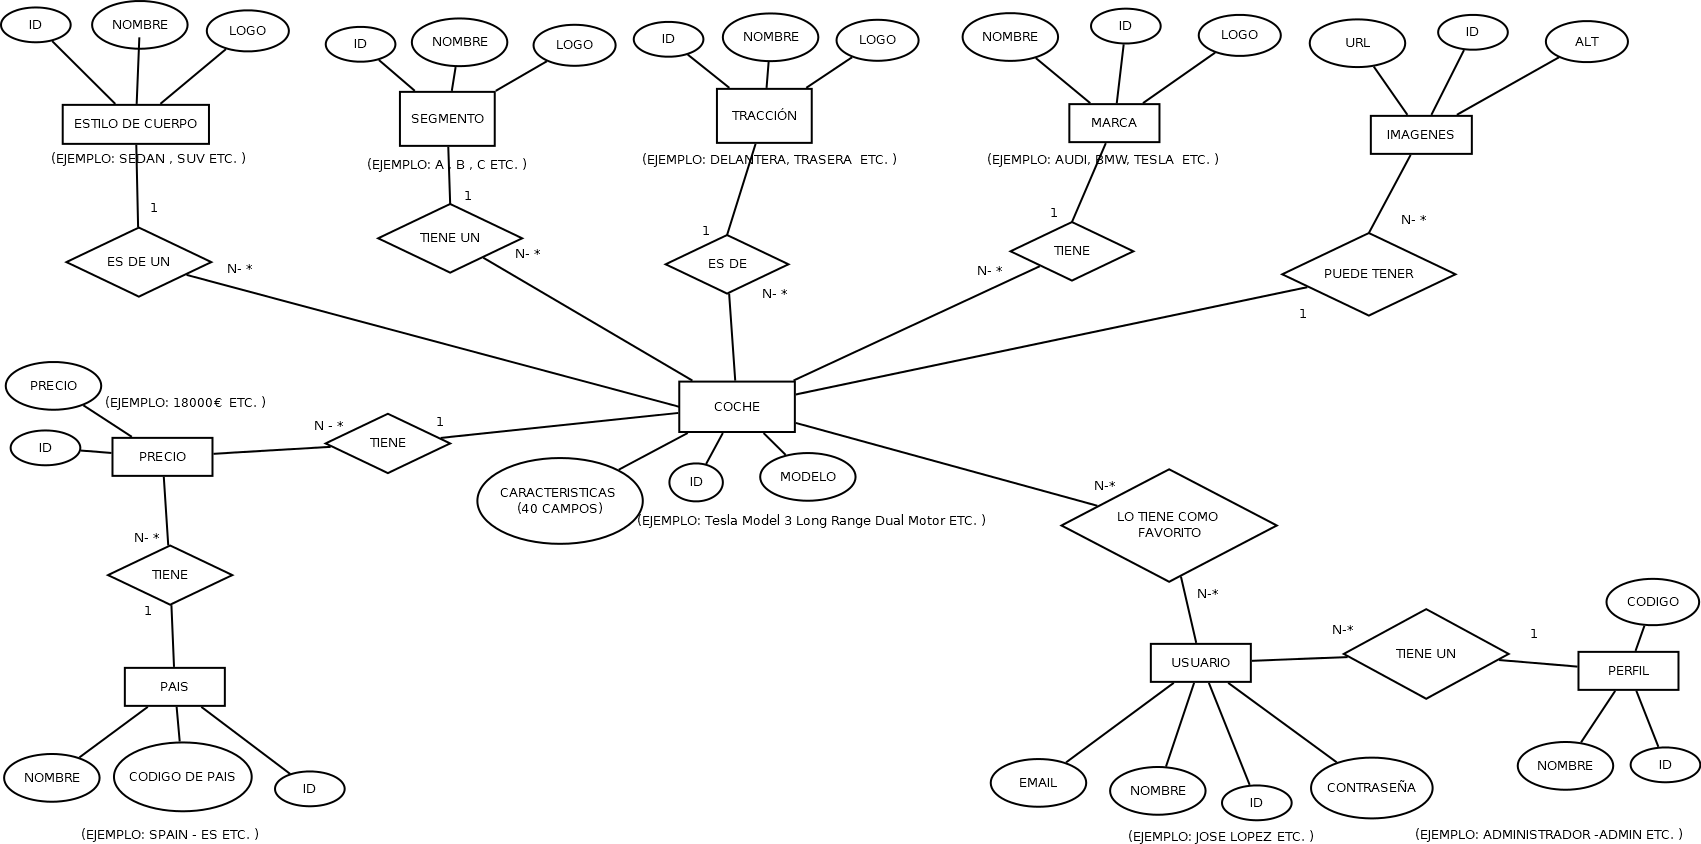 ID
NOMBRE
LOGO
ESTILO DE CUERPO
(EJEMPLO: SEDAN , SUV ETC. )
1
ES DE UN
N- *
ID
NOMBRE
LOGO
SEGMENTO
(EJEMPLO: A , B , C ETC. )
1
TIENE UN
N- *
ID
NOMBRE
LOGO
TRACCIÓN
(EJEMPLO: DELANTERA, TRASERA  ETC. )
1
ES DE
N- *
NOMBRE
ID
LOGO
MARCA
(EJEMPLO: AUDI, BMW, TESLA  ETC. )
1
TIENE
N- *
URL
ID
ALT
IMAGENES
N- *
PUEDE TENER
1
PRECIO
(EJEMPLO: 18000€  ETC. )
ID
PRECIO
N - *
TIENE
1
COCHE
CARACTERISTICAS
(40 CAMPOS)
ID
MODELO
(EJEMPLO: Tesla Model 3 Long Range Dual Motor ETC. )
N- *
TIENE
1
PAIS
NOMBRE
CODIGO DE PAIS
ID
(EJEMPLO: SPAIN - ES ETC. )
N-*
LO TIENE COMO
FAVORITO
N-*
USUARIO
EMAIL
NOMBRE
ID
CONTRASEÑA
(EJEMPLO: JOSE LOPEZ ETC. )
N-*
TIENE UN
1
CODIGO
PERFIL
NOMBRE
ID
(EJEMPLO: ADMINISTRADOR -ADMIN ETC. )